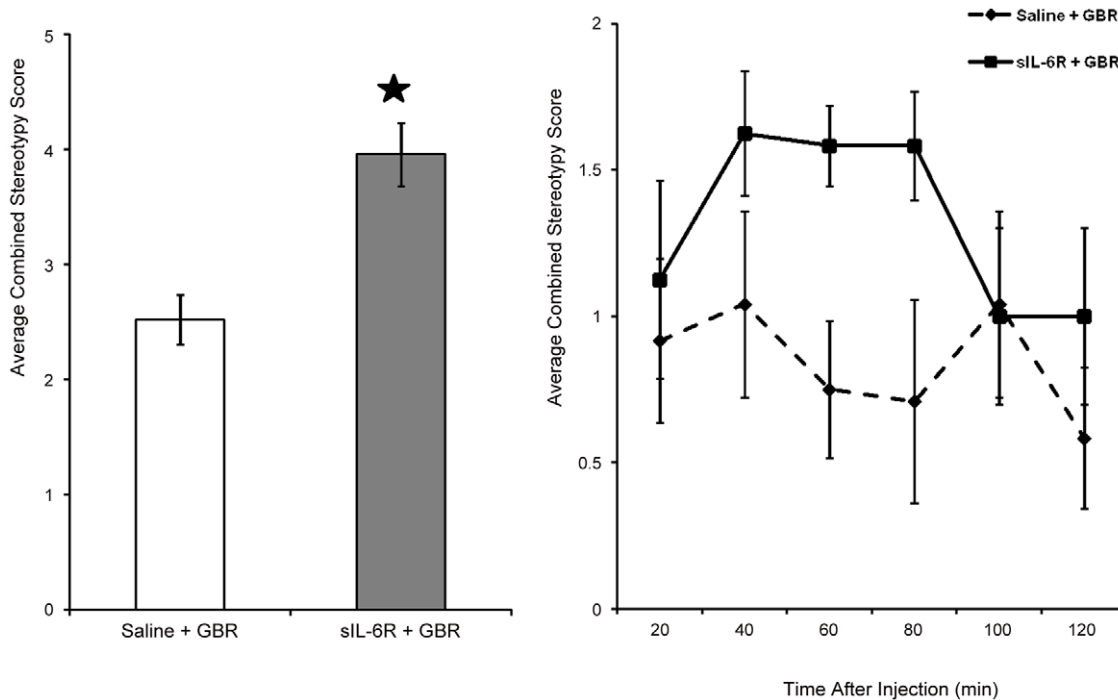 Average Combined Stereotypy Score
5
4
3
2
1
0
Saline + GBR
sIL-6R + GBR
Average Combined Stereotypy Score
2
1.5
1
0.5
0
20
40
60
80
100
120
Time After Injection (min)
Saline + GBR
sIL-6R + GBR